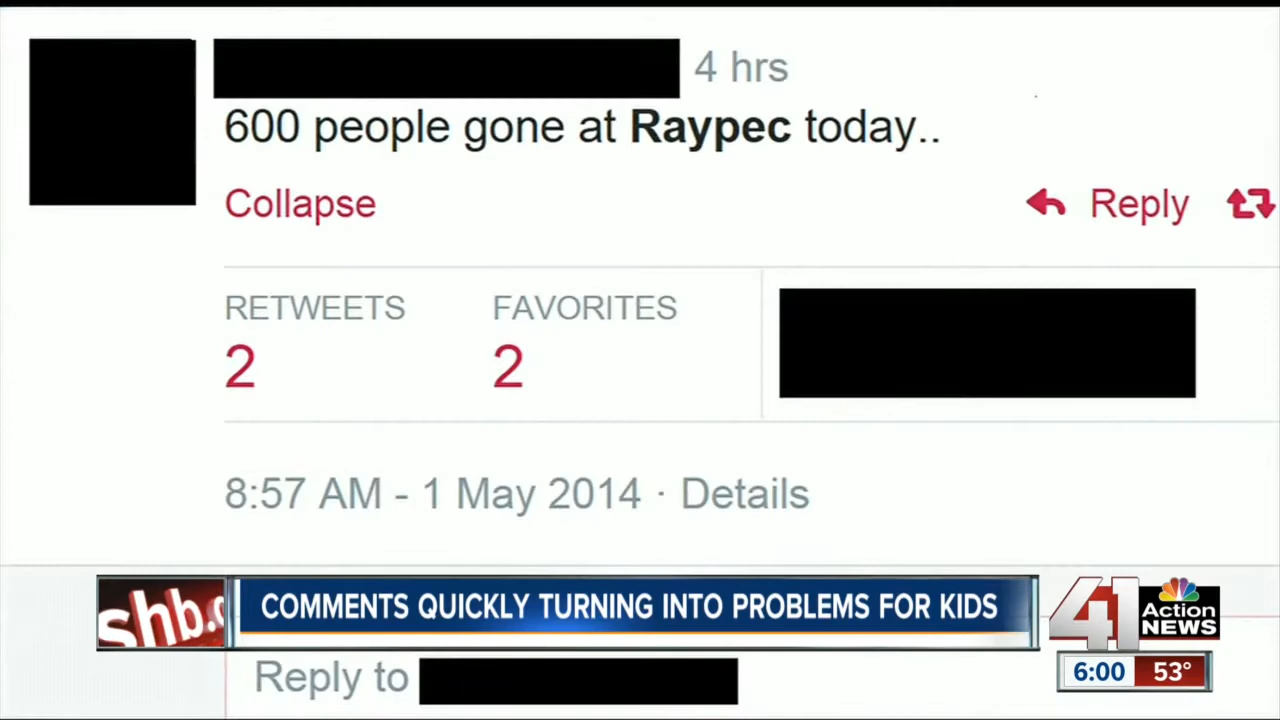 4 hrs
600 people gone at Raypec today..
Collapse
Reply
RETWEETS
FAVORITES
2
2
8:57 AM - 1 May 2014 · Details
shb.c
COMMENTS QUICKLY TURNING INTO PROBLEMS FOR KIDS
41
Action
NEWS
Reply to
6:00
53°